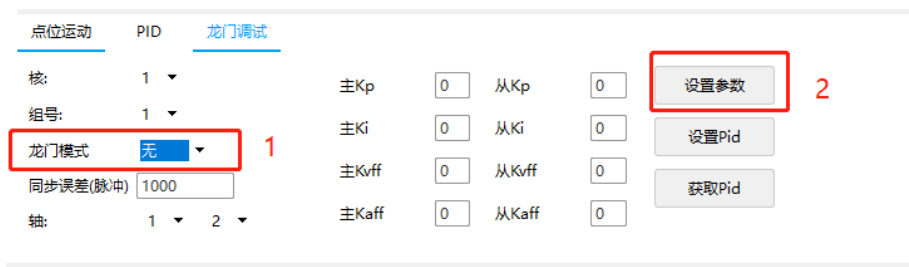 点位运动 PID 龙门调试
核: 1
主Kp 0 从Kp 0 设置参数 2
组号: 1
主Ki 0 从Ki 0 设置Pid
龙门模式 无 1
主Kvff 0 从Kvff 0 获取Pid
同步误差(脉冲) 1000
主Kaff 0 从Kaff 0
轴: 1 2